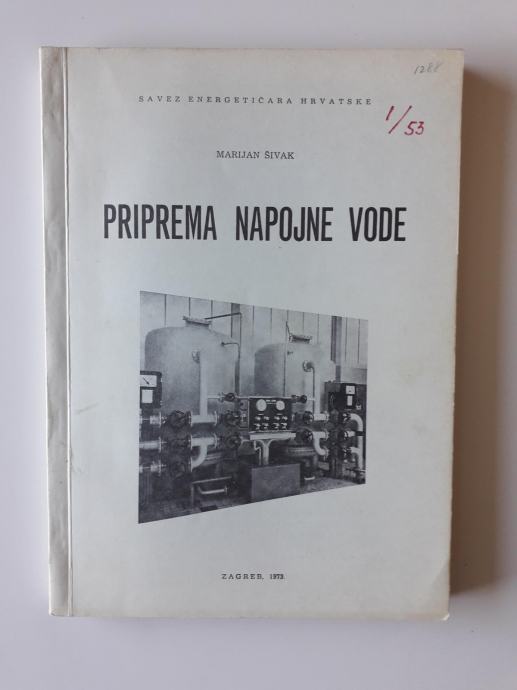 1288
SAVEZ ENERGETIČARA HRVATSKE
1/53
MARIJAN ŠIVAK
PRIPREMA NAPOJNE VODE
ZAGREB, 1973.